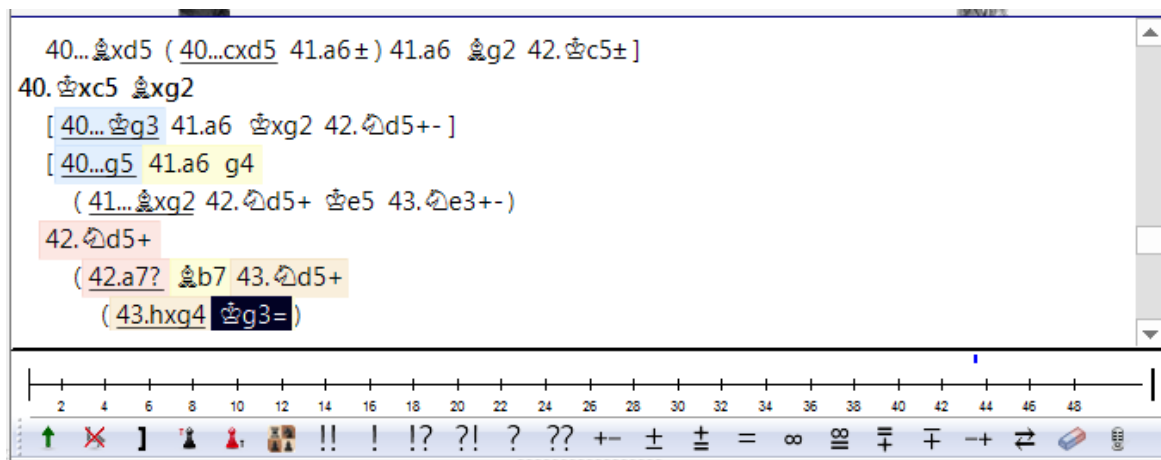 40...♗xd5 ( 40...cxd5 41.a6± ) 41.a6 ♗g2 42.♔c5± ]
40.♔xc5 ♗xg2
[ 40...♔g3 41.a6 ♔xg2 42.♘d5+- ]
[ 40...g5 41.a6 g4
( 41...♗xg2 42.♘d5+ ♔e5 43.♘e3+- )
42.♘d5+
( 42.a7? ♗b7 43.♘d5+
( 43.hxg4 ♔g3= )
2 4 6 8 10 12 14 16 18 20 22 24 26 28 30 32 34 36 38 40 42 44 46 48
] !! ! !? ?! ? ?? +− ± ⩲ = ∞ ⯹ ⩱ ∓ −+ ⇄